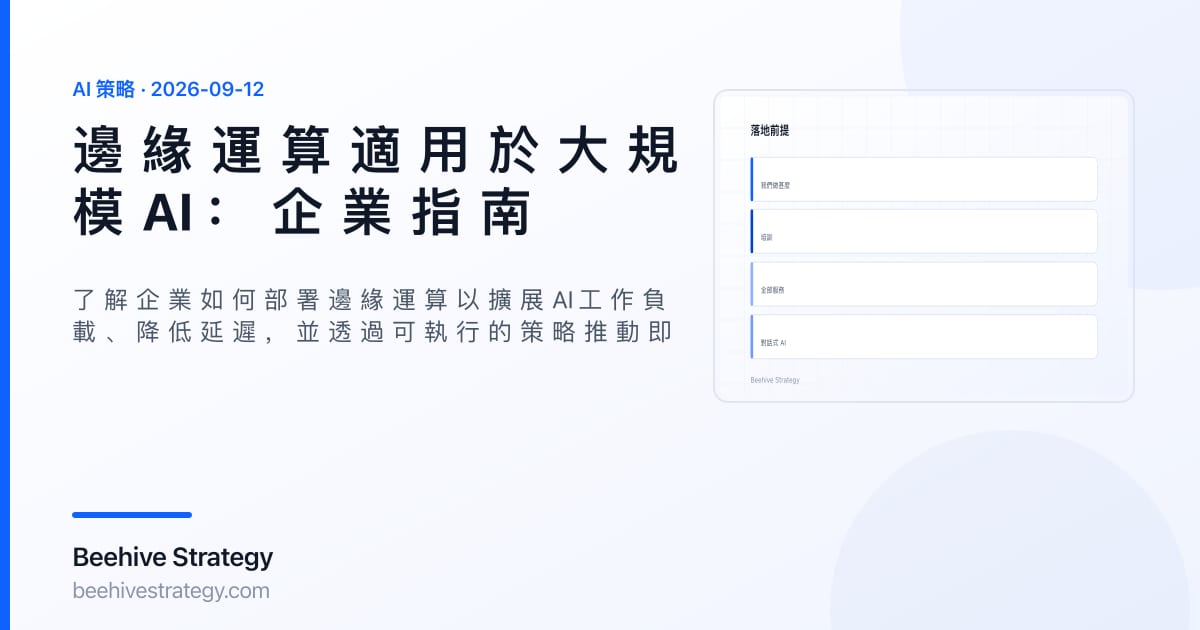 AI 策略 · 2026-09-12
邊緣運算適用於大規
模 AI： 企業指南
了解企業如何部署邊緣運算以擴展 AI 工作負
載、降低延遲，並透過可執行的策略推動即
Beehive Strategy
beehivestrategy.com
落地前提
我們做甚麼
培訓
全部服務
對話式 AI
Beehive Strategy